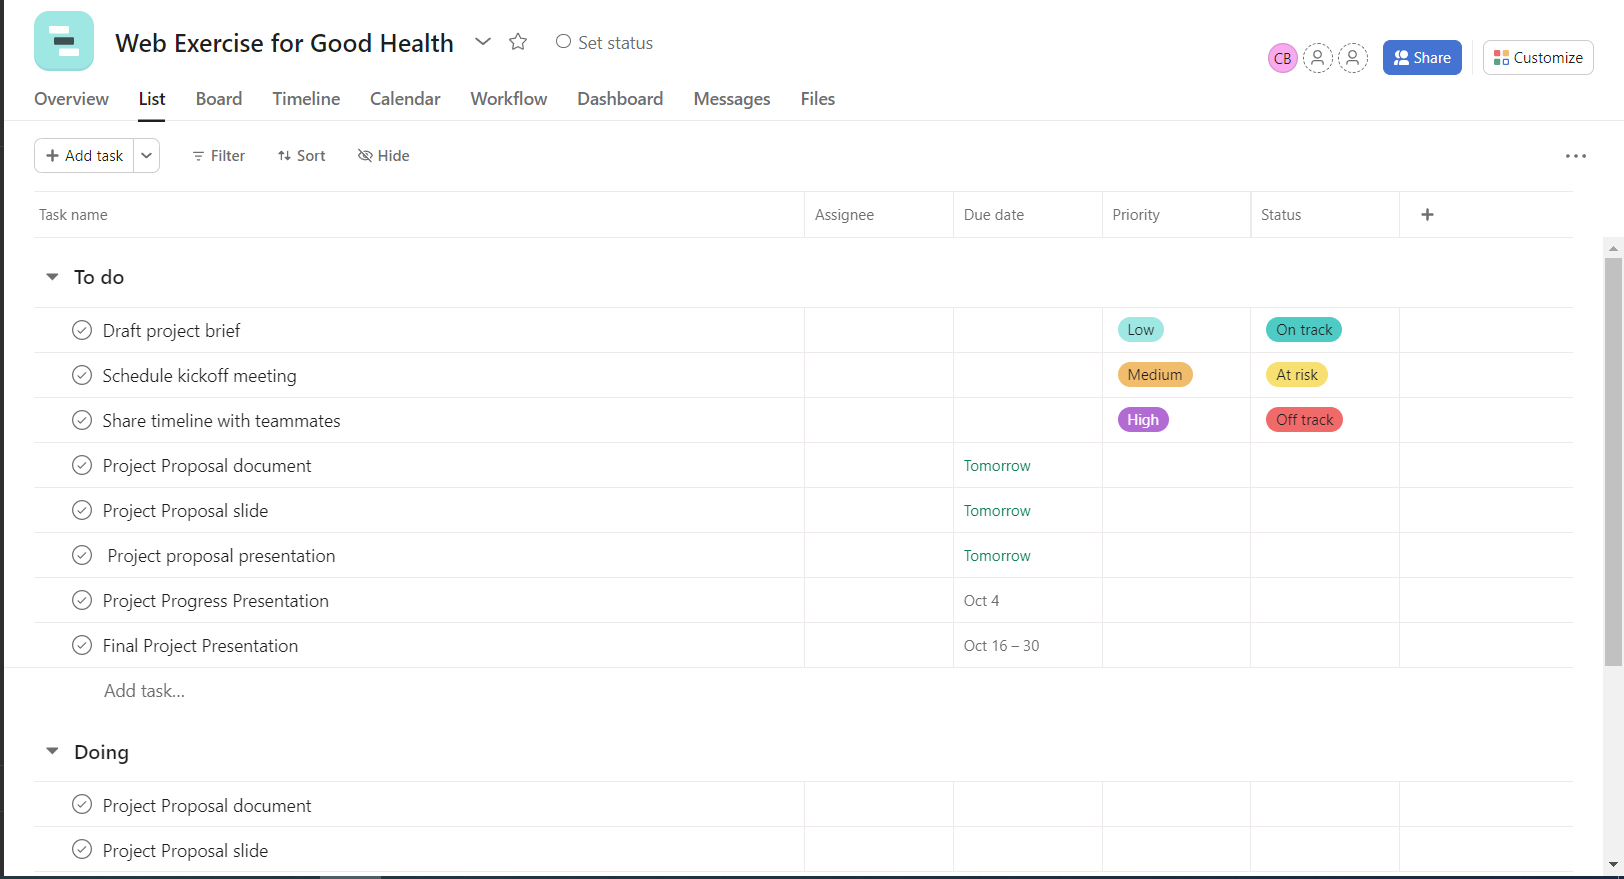 Web Exercise for Good Health
Set status
CB
Share
Customize
Overview List Board Timeline Calendar Workflow Dashboard Messages Files
+ Add task
Filter
Sort
Hide
Task name Assignee Due date Priority Status +
To do
Draft project brief Low On track
Schedule kickoff meeting Medium At risk
Share timeline with teammates High Off track
Project Proposal document Tomorrow
Project Proposal slide Tomorrow
Project proposal presentation Tomorrow
Project Progress Presentation Oct 4
Final Project Presentation Oct 16 – 30
Add task...
Doing
Project Proposal document
Project Proposal slide